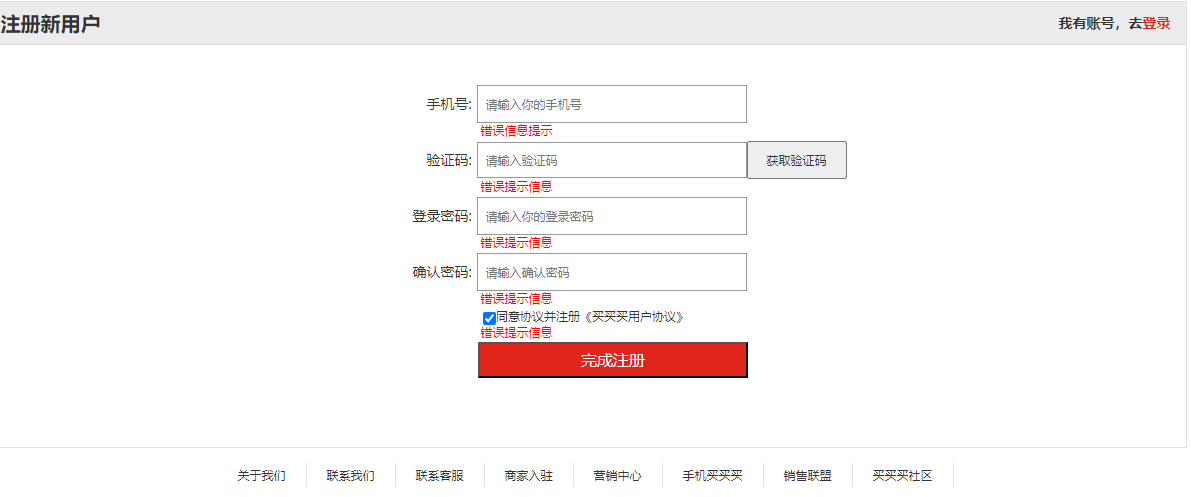 注册新用户 我有账号，去登录
手机号: 请输入你的手机号
错误信息提示
验证码: 请输入验证码 获取验证码
错误提示信息
登录密码: 请输入你的登录密码
错误提示信息
确认密码: 请输入确认密码
错误提示信息
同意协议并注册《买买买用户协议》
错误提示信息
完成注册
关于我们 联系我们 联系客服 商家入驻 营销中心 手机买买买 销售联盟 买买买社区